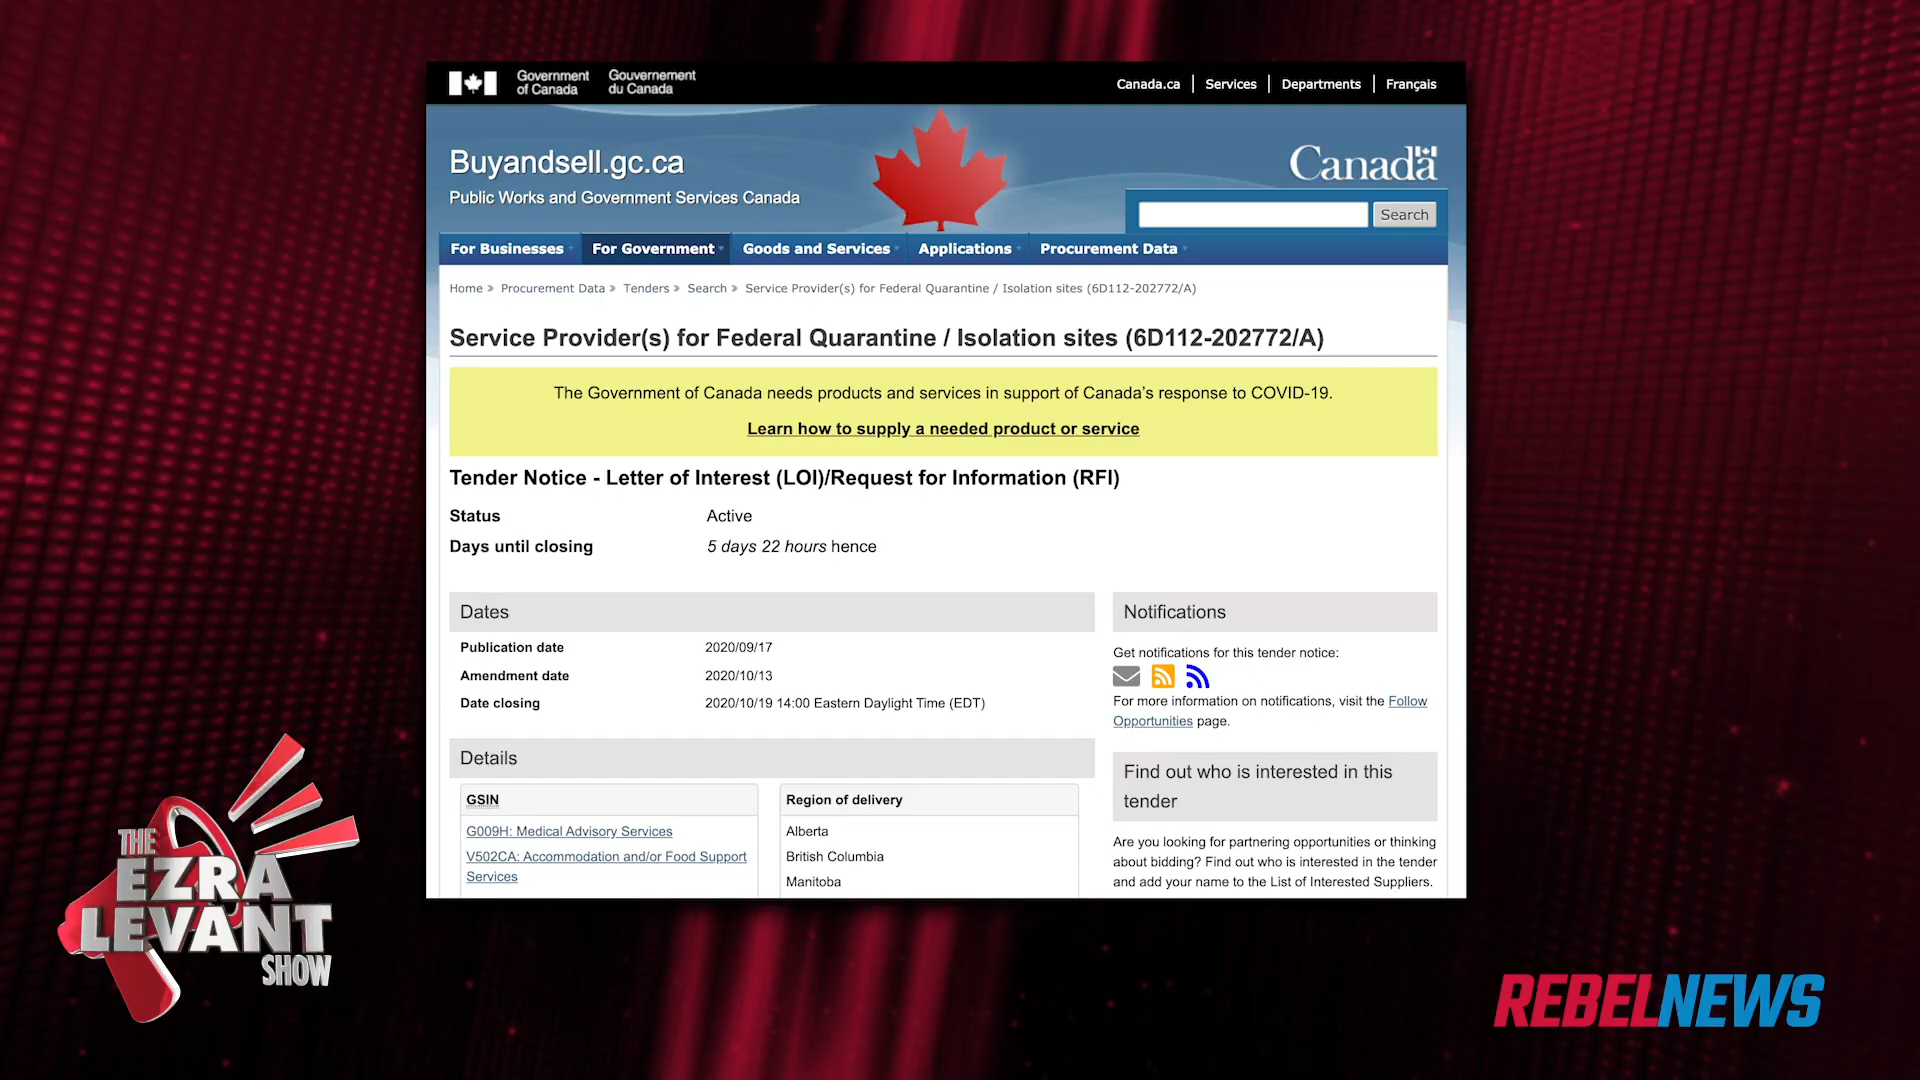 Government
of Canada
Gouvernement
du Canada
Canada.ca
Services
Departments
Français
Buyandsell.gc.ca
Public Works and Government Services Canada
Canada
Search
For Businesses
For Government
Goods and Services
Applications
Procurement Data
Home » Procurement Data » Tenders » Search » Service Provider(s) for Federal Quarantine / Isolation sites (6D112-202772/A)
Service Provider(s) for Federal Quarantine / Isolation sites (6D112-202772/A)
The Government of Canada needs products and services in support of Canada's response to COVID-19.
Learn how to supply a needed product or service
Tender Notice - Letter of Interest (LOI)/Request for Information (RFI)
Status Active
Days until closing 5 days 22 hours hence
Dates
Publication date 2020/09/17
Amendment date 2020/10/13
Date closing 2020/10/19 14:00 Eastern Daylight Time (EDT)
Details
GSIN
G009H: Medical Advisory Services
V502CA: Accommodation and/or Food Support
Services
Region of delivery
Alberta
British Columbia
Manitoba
Notifications
Get notifications for this tender notice:
For more information on notifications, visit the Follow
Opportunities page.
Find out who is interested in this
tender
Are you looking for partnering opportunities or thinking
about bidding? Find out who is interested in the tender
and add your name to the List of Interested Suppliers.
THE
EZRA
LEVANT
SHOW
REBELNEWS